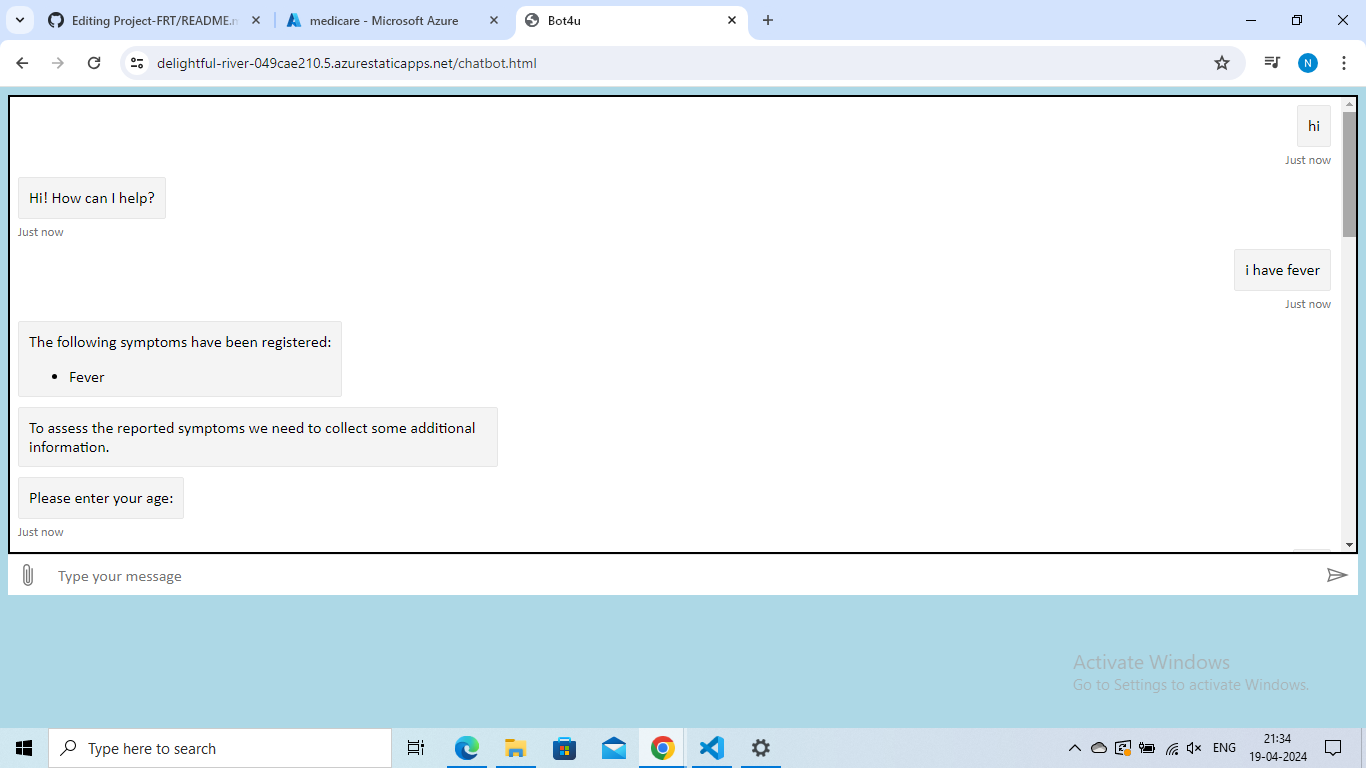 Editing Project-FRT/README.m
medicare - Microsoft Azure
Bot4u
delightful-river-049cae210.5.azurestaticapps.net/chatbot.html
N
hi
Just now
Hi! How can I help?
Just now
i have fever
Just now
The following symptoms have been registered:
• Fever
To assess the reported symptoms we need to collect some additional
information.
Please enter your age:
Just now
Type your message
Activate Windows
Go to Settings to activate Windows.
Type here to search
ENG
21:34
19-04-2024